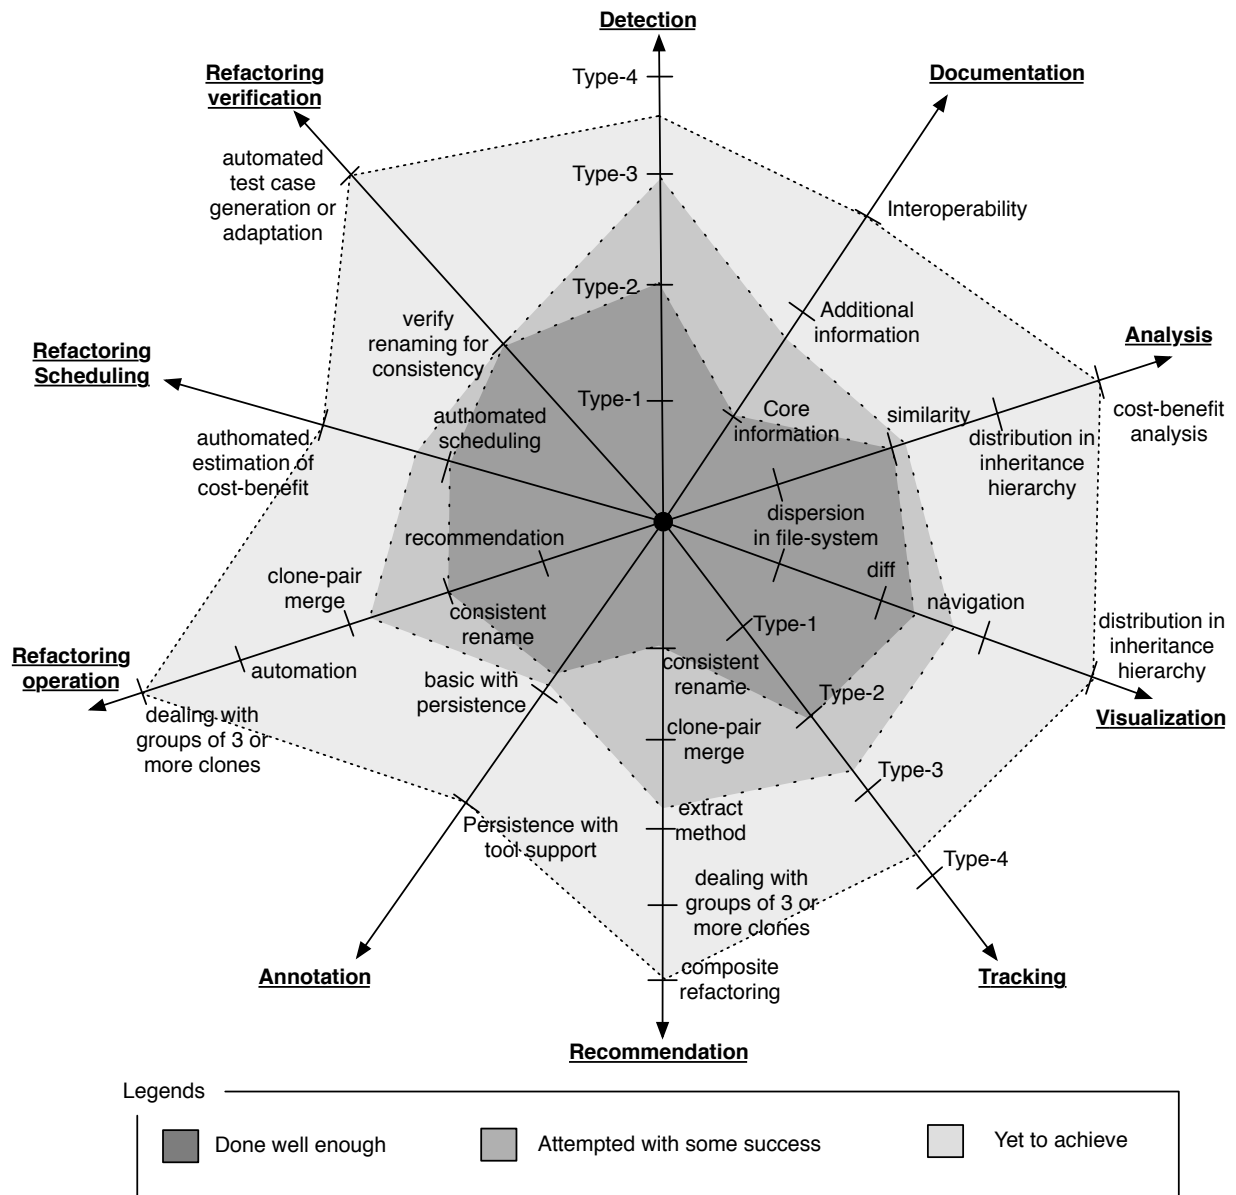 Detection
Type-4
Type-3
Type-2
Type-1
Documentation
Interoperability
Additional
information
Core
information
Analysis
cost-benefit
analysis
similarity
distribution in
inheritance
hierarchy
dispersion
in file-system
diff
navigation
distribution in
inheritance
hierarchy
Visualization
Type-1
Type-2
Type-3
Type-4
Tracking
consistent
rename
clone-pair
merge
extract
method
dealing with
groups of 3 or
more clones
composite
refactoring
Recommendation
basic with
persistence
Persistence with
tool support
Annotation
recommendation
consistent
rename
clone-pair
merge
automation
dealing with
groups of 3 or
more clones
Refactoring
operation
authomated
scheduling
authomated
estimation of
cost-benefit
Refactoring
Scheduling
verify
renaming for
consistency
automated
test case
generation or
adaptation
Refactoring
verification
Legends
Done well enough
Attempted with some success
Yet to achieve